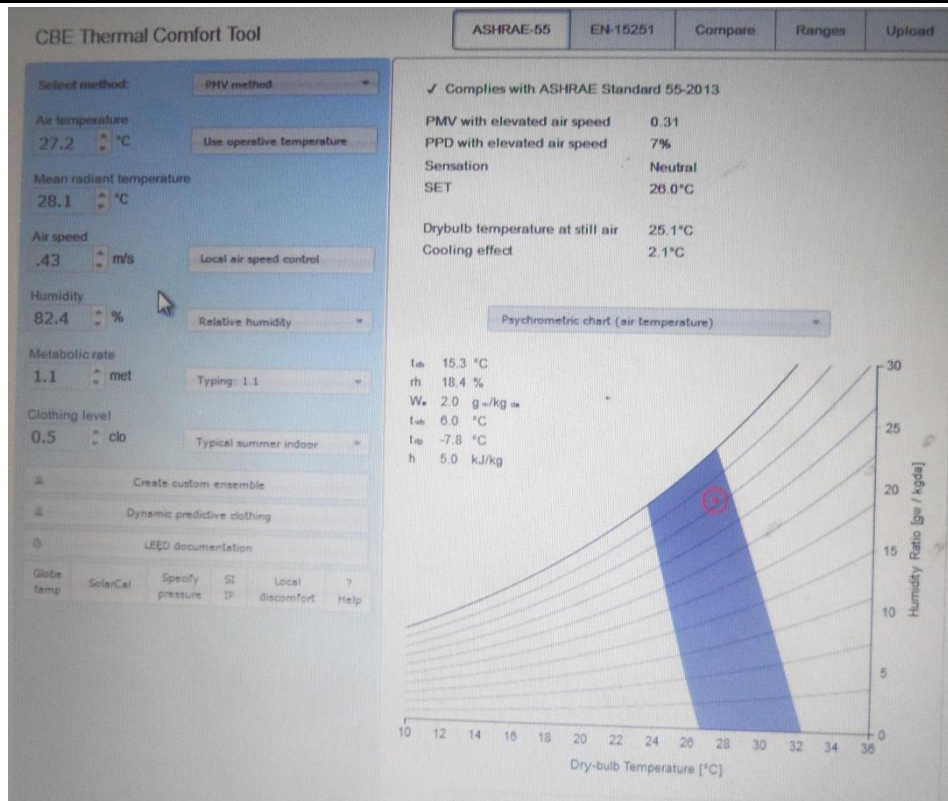 CBE Thermal Comfort Tool
ASHRAE-55 EN-15251 Compare Ranges Upload
Select method: PMV method
Air temperature
27.2 °C Use operative temperature
Mean radiant temperature
28.1 °C
Air speed
.43 m/s Local air speed control
Humidity
82.4 % Relative humidity
Metabolic rate
1.1 met Typing: 1.1
Clothing level
0.5 clo Typical summer indoor
Create custom ensemble
Dynamic predictive clothing
LEED documentation
Globe temp
SolarCal
Specify pressure
SI IP
Local discomfort
? Help
✓ Complies with ASHRAE Standard 55-2013
PMV with elevated air speed 0.31
PPD with elevated air speed 7%
Sensation Neutral
SET 26.0°C
Drybulb temperature at still air 25.1°C
Cooling effect 2.1°C
Psychrometric chart (air temperature)
15.3 °C
rh 18.4 %
2.0
6.0 °C
-7.8 °C
h 5.0 kJ/kg
30
25
20
15
10
5
0
Humidity Ratio [gw / kgda]
10 12 14 16 18 20 22 24 26 28 30 32 34 36
Dry-bulb Temperature [°C]